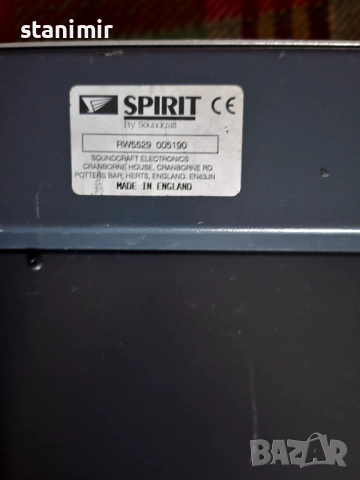 stanimir
SPIRIT CE
By Soundcraft
RW5529 005190
SOUNDCRAFT ELECTRONICS
CRANBORNE HOUSE, CRANBORNE RD
POTTERS BAR, HERTS, ENGLAND. EN63JN
MADE IN ENGLAND
BAZAR